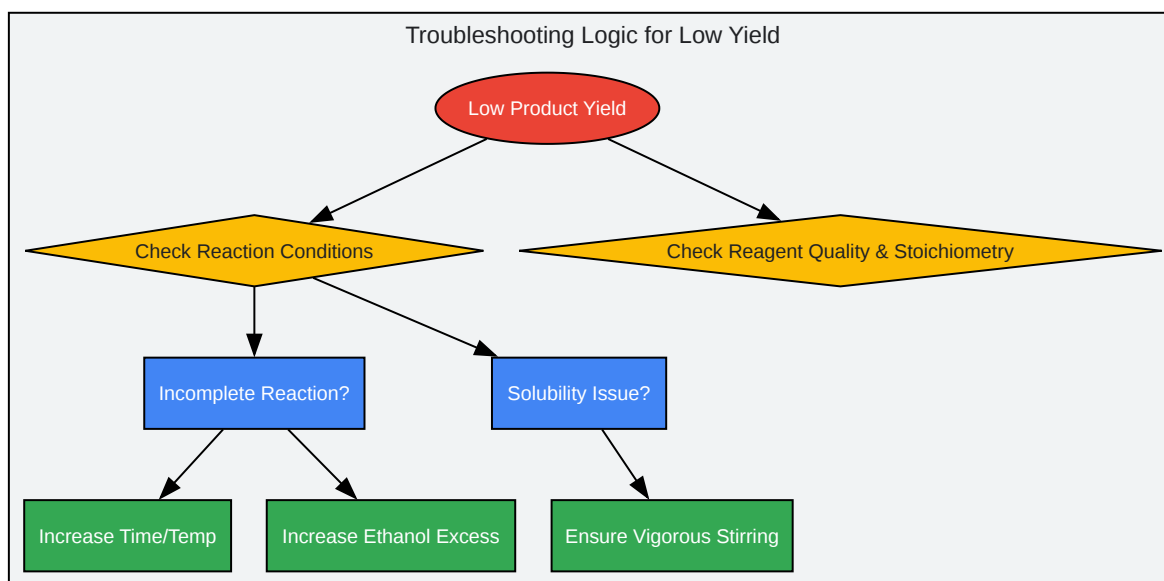 Troubleshooting Logic for Low Yield
Low Product Yield
Check Reaction Conditions
Check Reagent Quality & Stoichiometry
Incomplete Reaction?
Solubility Issue?
Increase Time/Temp
Increase Ethanol Excess
Ensure Vigorous Stirring